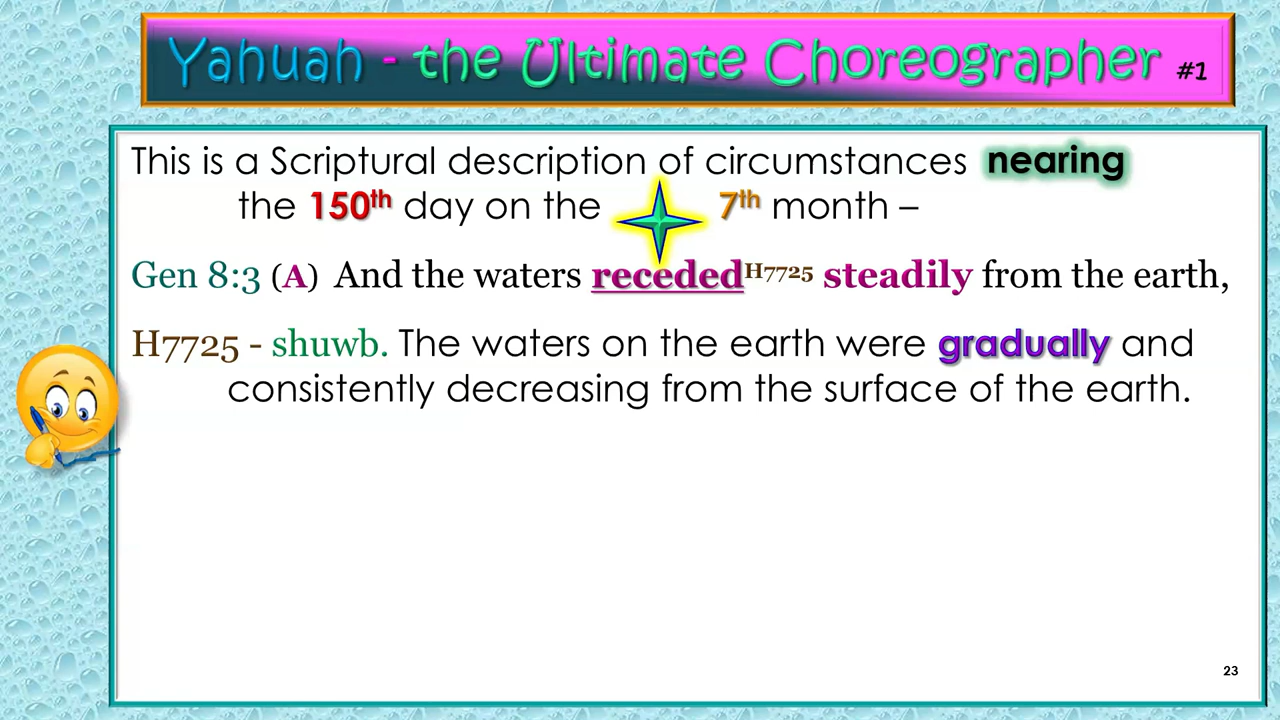 Yahuah - the Ultimate Choreographer #1
This is a Scriptural description of circumstances nearing
the 150th day on the 7th month –
Gen 8:3 (A) And the waters recededH7725 steadily from the earth,
H7725 - shuwb. The waters on the earth were gradually and
consistently decreasing from the surface of the earth.
23